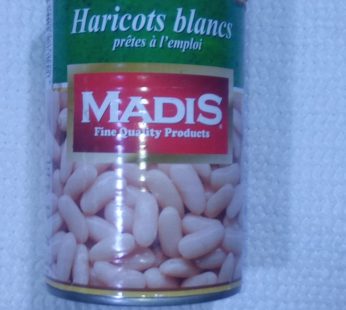 Haricots blancs
prêtes à l'emploi
MADIS
Fine Quality Products